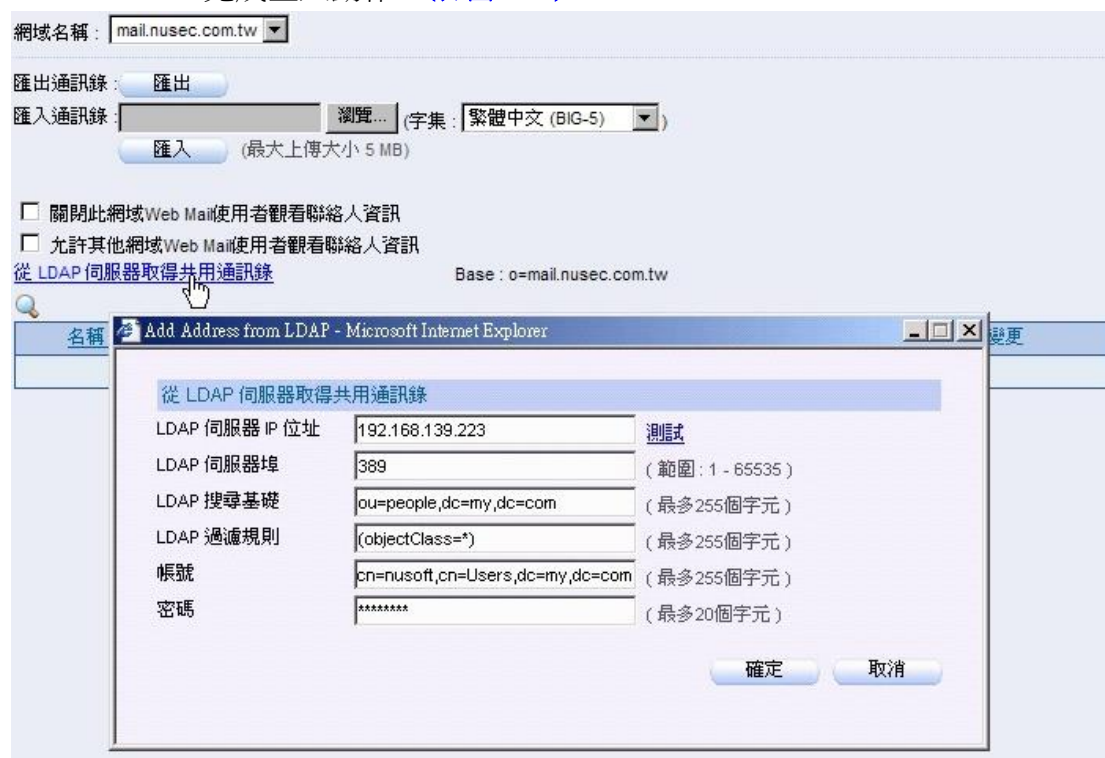 網域名稱 : mail.nusec.com.tw
匯出通訊錄 : 匯出
匯入通訊錄 : 瀏覽... (字集 : 繁體中文 (BIG-5) )
匯入 (最大上傳大小 5 MB)
關閉此網域Web Mail使用者觀看聯絡人資訊
允許其他網域Web Mail使用者觀看聯絡人資訊
從 LDAP 伺服器取得共用通訊錄 Base : o=mail.nusec.com.tw
名稱 變更
Add Address from LDAP - Microsoft Internet Explorer
從 LDAP 伺服器取得共用通訊錄
LDAP 伺服器 IP 位址 192.168.139.223 測試
LDAP 伺服器埠 389 ( 範圍 : 1 - 65535 )
LDAP 搜尋基礎 ou=people,dc=my,dc=com ( 最多255個字元 )
LDAP 過濾規則 (objectClass=*) ( 最多255個字元 )
帳號 cn=nusoft,cn=Users,dc=my,dc=com ( 最多255個字元 )
密碼 ******** ( 最多20個字元 )
確定 取消